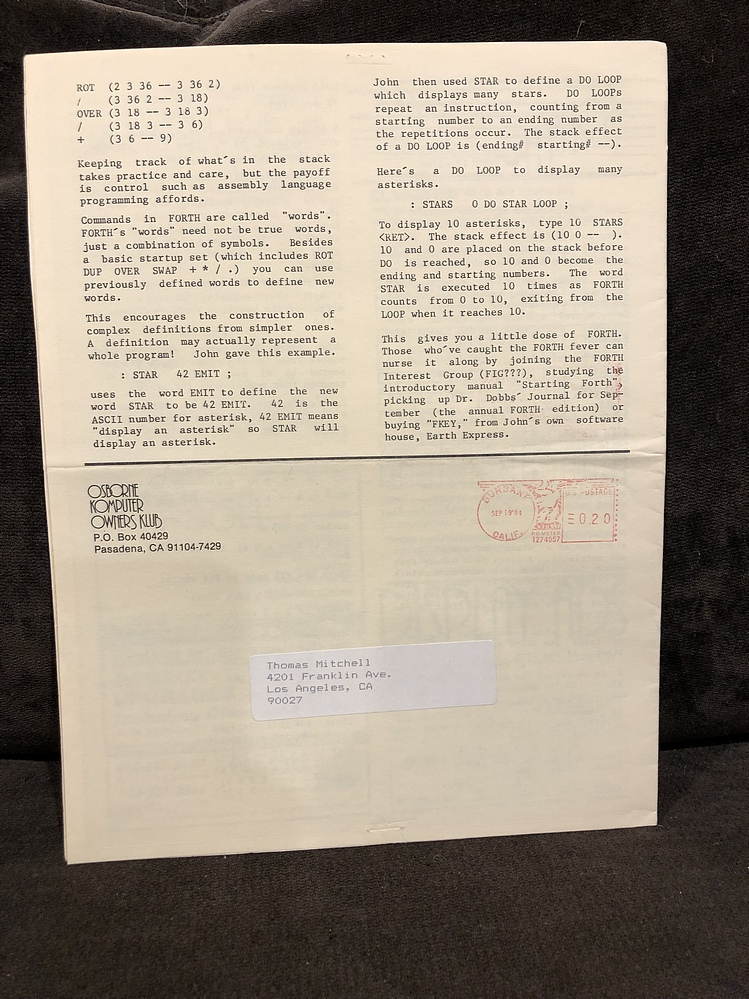 ROT (2 3 36 -- 3 36 2)
/ (3 36 2 -- 3 18)
OVER (3 18 -- 3 18 3)
/ (3 18 3 -- 3 6)
+ (3 6 -- 9)
Keeping track of what´s in the stack
takes practice and care, but the payoff
is control such as assembly language
programming affords.
Commands in FORTH are called "words".
FORTH´s "words" need not be true words,
just a combination of symbols. Besides
a basic startup set (which includes ROT
DUP OVER SWAP + * / .) you can use
previously defined words to define new
words.
This encourages the construction of
complex definitions from simpler ones.
A definition may actually represent a
whole program! John gave this example.
: STAR 42 EMIT ;
uses the word EMIT to define the new
word STAR to be 42 EMIT. 42 is the
ASCII number for asterisk, 42 EMIT means
"display an asterisk" so STAR will
display an asterisk.
John then used STAR to define a DO LOOP
which displays many stars. DO LOOPs
repeat an instruction, counting from a
starting number to an ending number as
the repetitions occur. The stack effect
of a DO LOOP is (ending# starting# --).
Here´s a DO LOOP to display many
asterisks.
: STARS 0 DO STAR LOOP ;
To display 10 asterisks, type 10 STARS
<RET>. The stack effect is (10 0 -- ).
10 and 0 are placed on the stack before
DO is reached, so 10 and 0 become the
ending and starting numbers. The word
STAR is executed 10 times as FORTH
counts from 0 to 10, exiting from the
LOOP when it reaches 10.
This gives you a little dose of FORTH.
Those who´ve caught the FORTH fever can
nurse it along by joining the FORTH
Interest Group (FIG???), studying the
introductory manual "Starting Forth",
picking up Dr. Dobbs´ Journal for Sep-
tember (the annual FORTH edition) or
buying "FKEY," from John´s own software
house, Earth Express.
OSBORNE
KOMPUTER
OWNERS KLUB
P.O. Box 40429
Pasadena, CA 91104-7429
BURBANK
SEP 19
CALIF.
U.S. POSTAGE
0.20
PB METER
1274557
Thomas Mitchell
4201 Franklin Ave.
Los Angeles, CA
90027